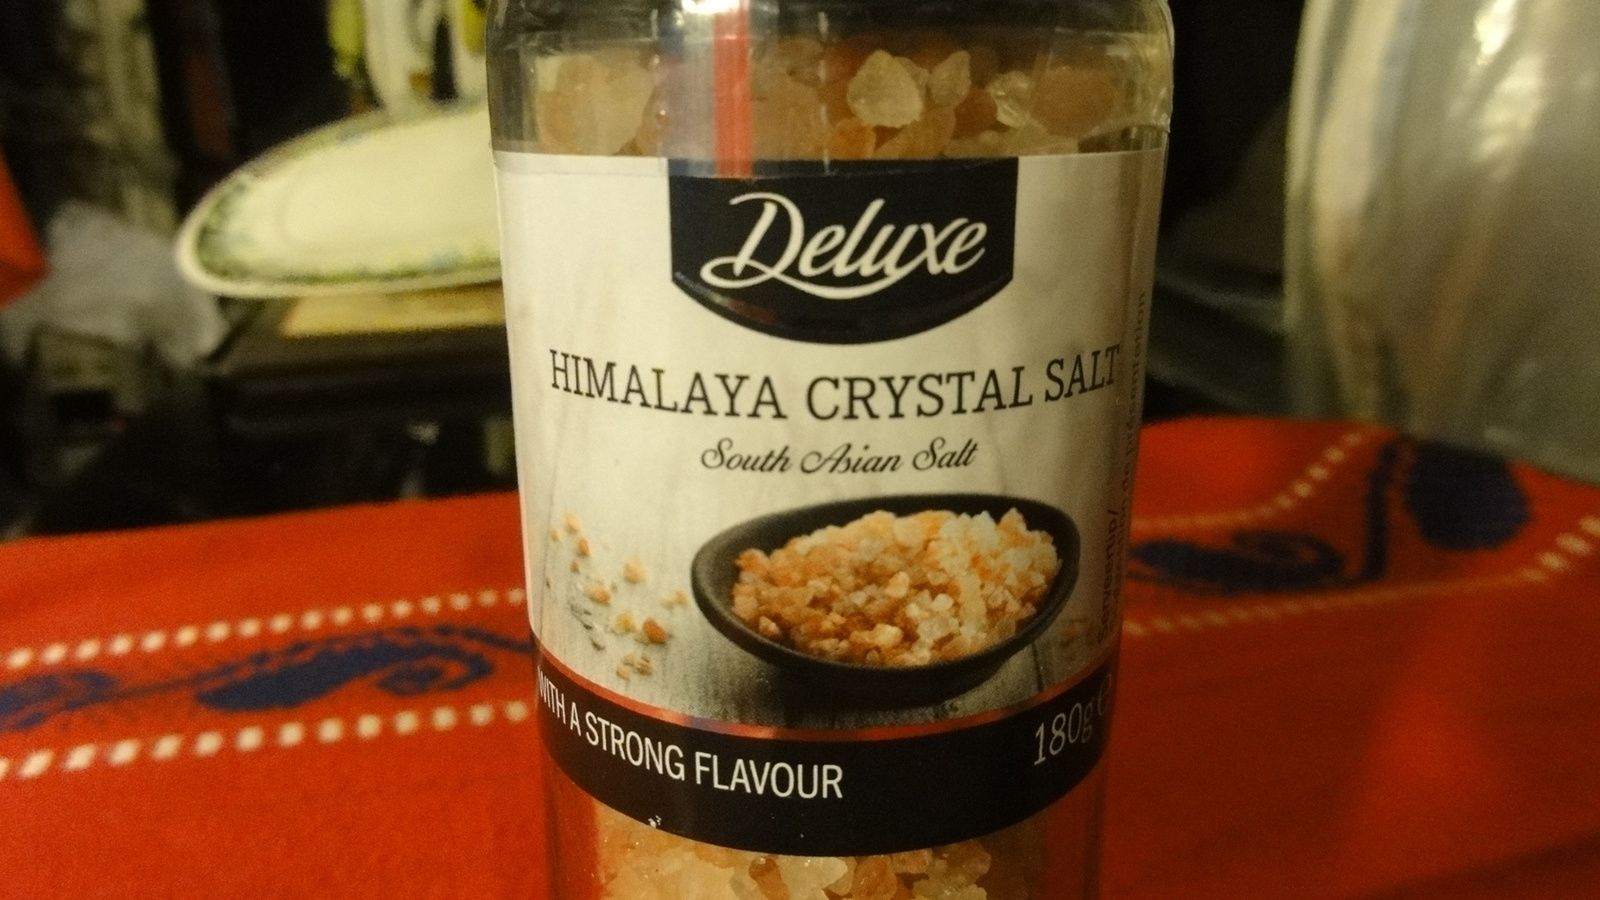 Deluxe
HIMALAYA CRYSTAL SALT
South Asian Salt
WITH A STRONG FLAVOUR
180g e